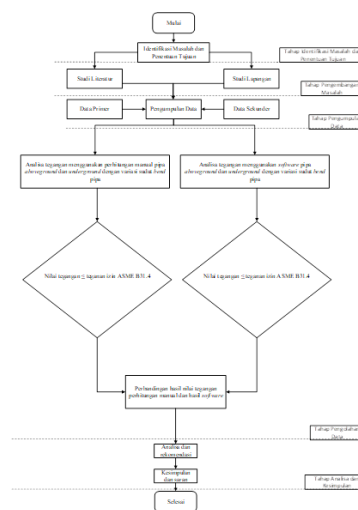 Mulai
Identifikasi Masalah dan
Penentuan Tujuan
Tahap Identifikasi Masalah dan
Penentuan Tujuan
Studi Literatur
Studi Lapangan
Tahap Pengembangan
Masalah
Data Primer
Pengumpulan Data
Data Sekunder
Tahap Pengumpulan
Data
Analisa tegangan menggunakan perhitungan manual pipa
aboveground dan underground dengan variasi sudut bend
pipa
Analisa tegangan menggunakan software pipa
aboveground dan underground dengan variasi sudut bend
pipa
Nilai tegangan ≤ tegangan izin ASME B31.4
Nilai tegangan ≤ tegangan izin ASME B31.4
Perbandingan hasil nilai tegangan
perhitungan manual dan hasil software
Tahap Pengolahan
Data
Analisa dan
rekomendasi
Kesimpulan
dan saran
Tahap Analisa dan
Kesimpulan
Selesai